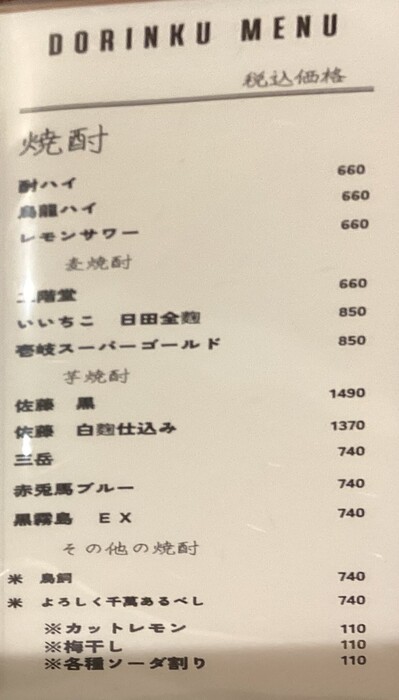 DORINKU MENU
税込価格
焼酎
酎ハイ 660
烏龍ハイ 660
レモンサワー 660
麦焼酎
二階堂 660
いいちこ 日田全麹 850
壱岐スーパーゴールド 850
芋焼酎
佐藤 黒 1490
佐藤 白麹仕込み 1370
三岳 740
赤兎馬ブルー 740
黒霧島 EX 740
その他の焼酎
米 鳥飼 740
米 よろしく千萬あるべし 740
※カットレモン 110
※梅干し 110
※各種ソーダ割り 110